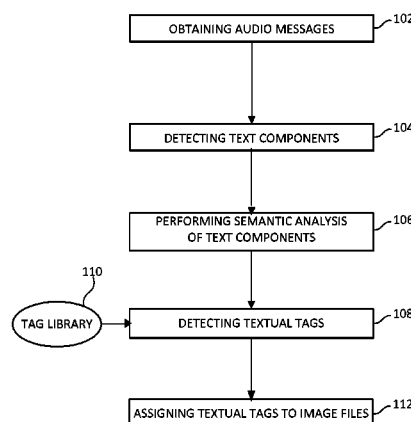 OBTAINING AUDIO MESSAGES
102
DETECTING TEXT COMPONENTS
104
PERFORMING SEMANTIC ANALYSIS
OF TEXT COMPONENTS
106
110
TAG LIBRARY
DETECTING TEXTUAL TAGS
108
ASSIGNING TEXTUAL TAGS TO IMAGE FILES
112